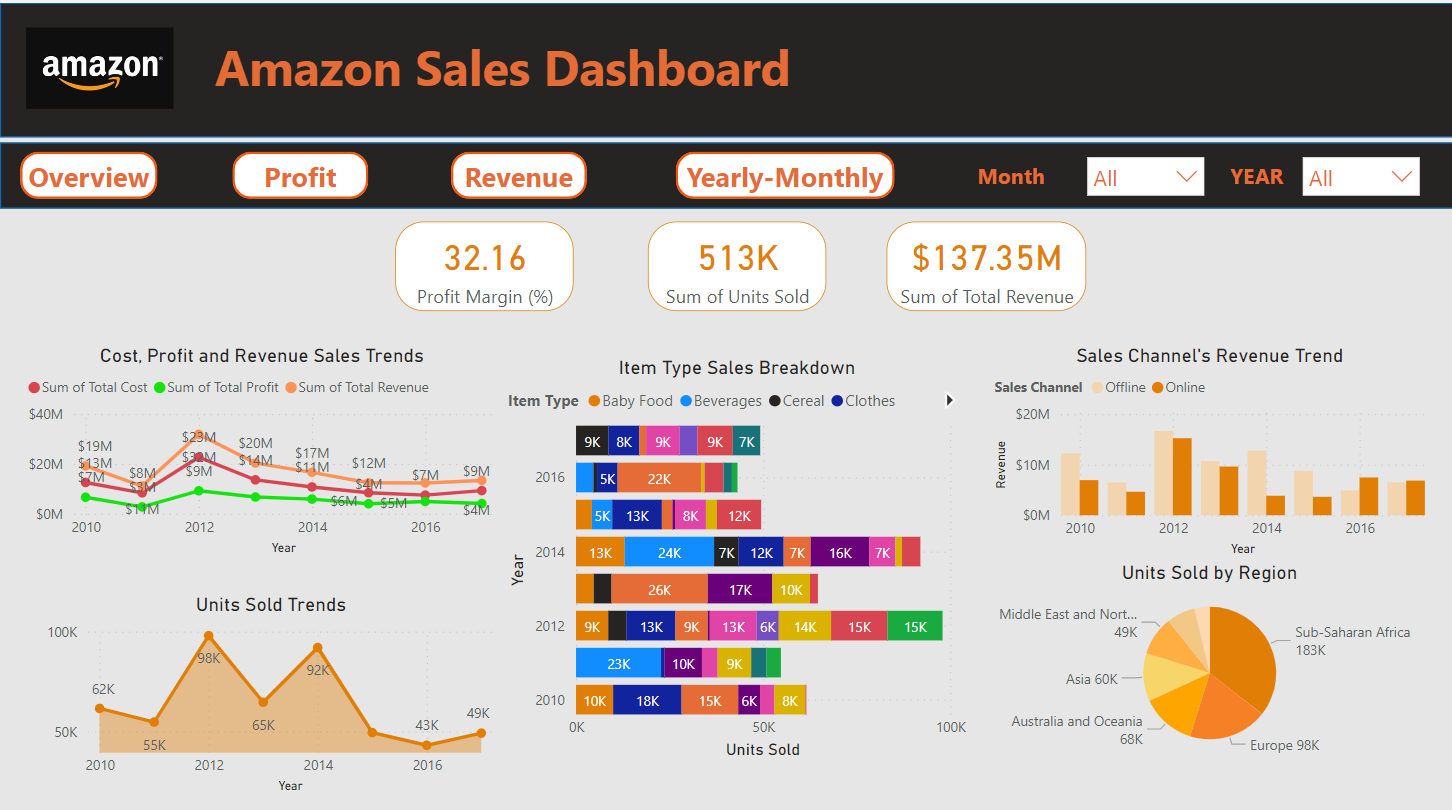 amazon
Amazon Sales Dashboard
Overview
Profit
Revenue
Yearly-Monthly
Month
All
YEAR
All
32.16
Profit Margin (%)
513K
Sum of Units Sold
$137.35M
Sum of Total Revenue
Cost, Profit and Revenue Sales Trends
Sum of Total Cost Sum of Total Profit Sum of Total Revenue
$40M
$20M
$0M
$19M
$13M
$7M
$8M
$3M
$11M
$23M
$32M
$9M
$20M
$14M
$17M
$11M
$6M
$12M
$4M
$5M
$7M
$9M
$4M
2010 2012 2014 2016
Year
Units Sold Trends
100K
50K
62K
55K
98K
65K
92K
43K
49K
2010 2012 2014 2016
Year
Item Type Sales Breakdown
Item Type Baby Food Beverages Cereal Clothes
Year
9K 8K 9K 9K 7K
2016 5K 22K
5K 13K 8K 12K
2014 13K 24K 7K 12K 7K 16K 7K
26K 17K 10K
2012 9K 13K 9K 13K 6K 14K 15K 15K
23K 10K 9K
2010 10K 18K 15K 6K 8K
0K 50K 100K
Units Sold
Sales Channel's Revenue Trend
Sales Channel Offline Online
$20M
$10M
$0M
Revenue
2010 2012 2014 2016
Year
Units Sold by Region
Middle East and Nort...
49K
Asia 60K
Australia and Oceania
68K
Europe 98K
Sub-Saharan Africa
183K